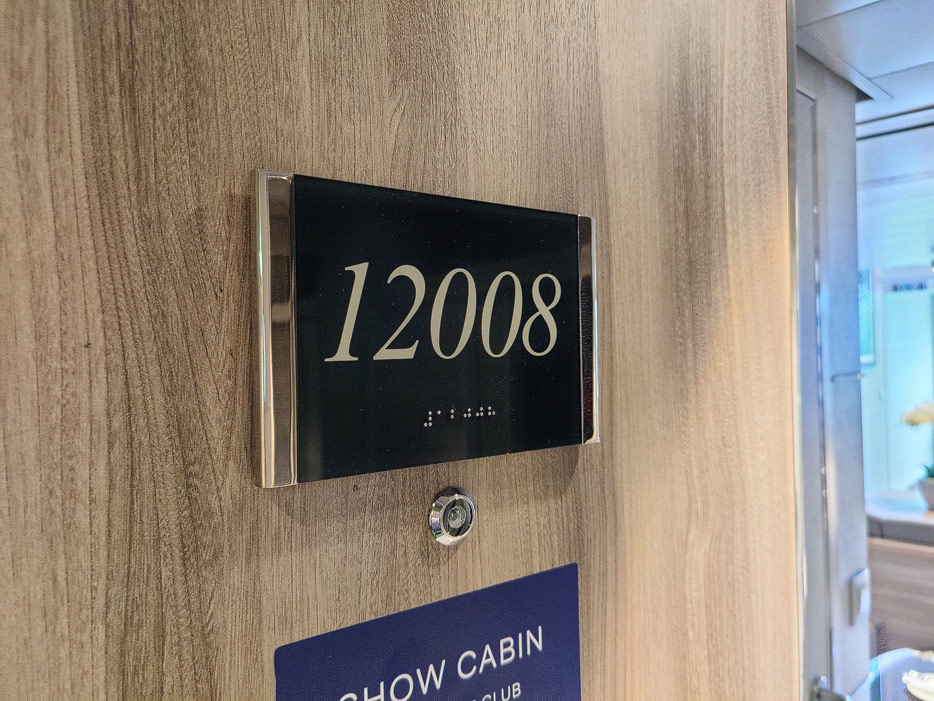 12008
⠼⠁⠃⠚⠚⠓
SHOW CABIN
CLUB